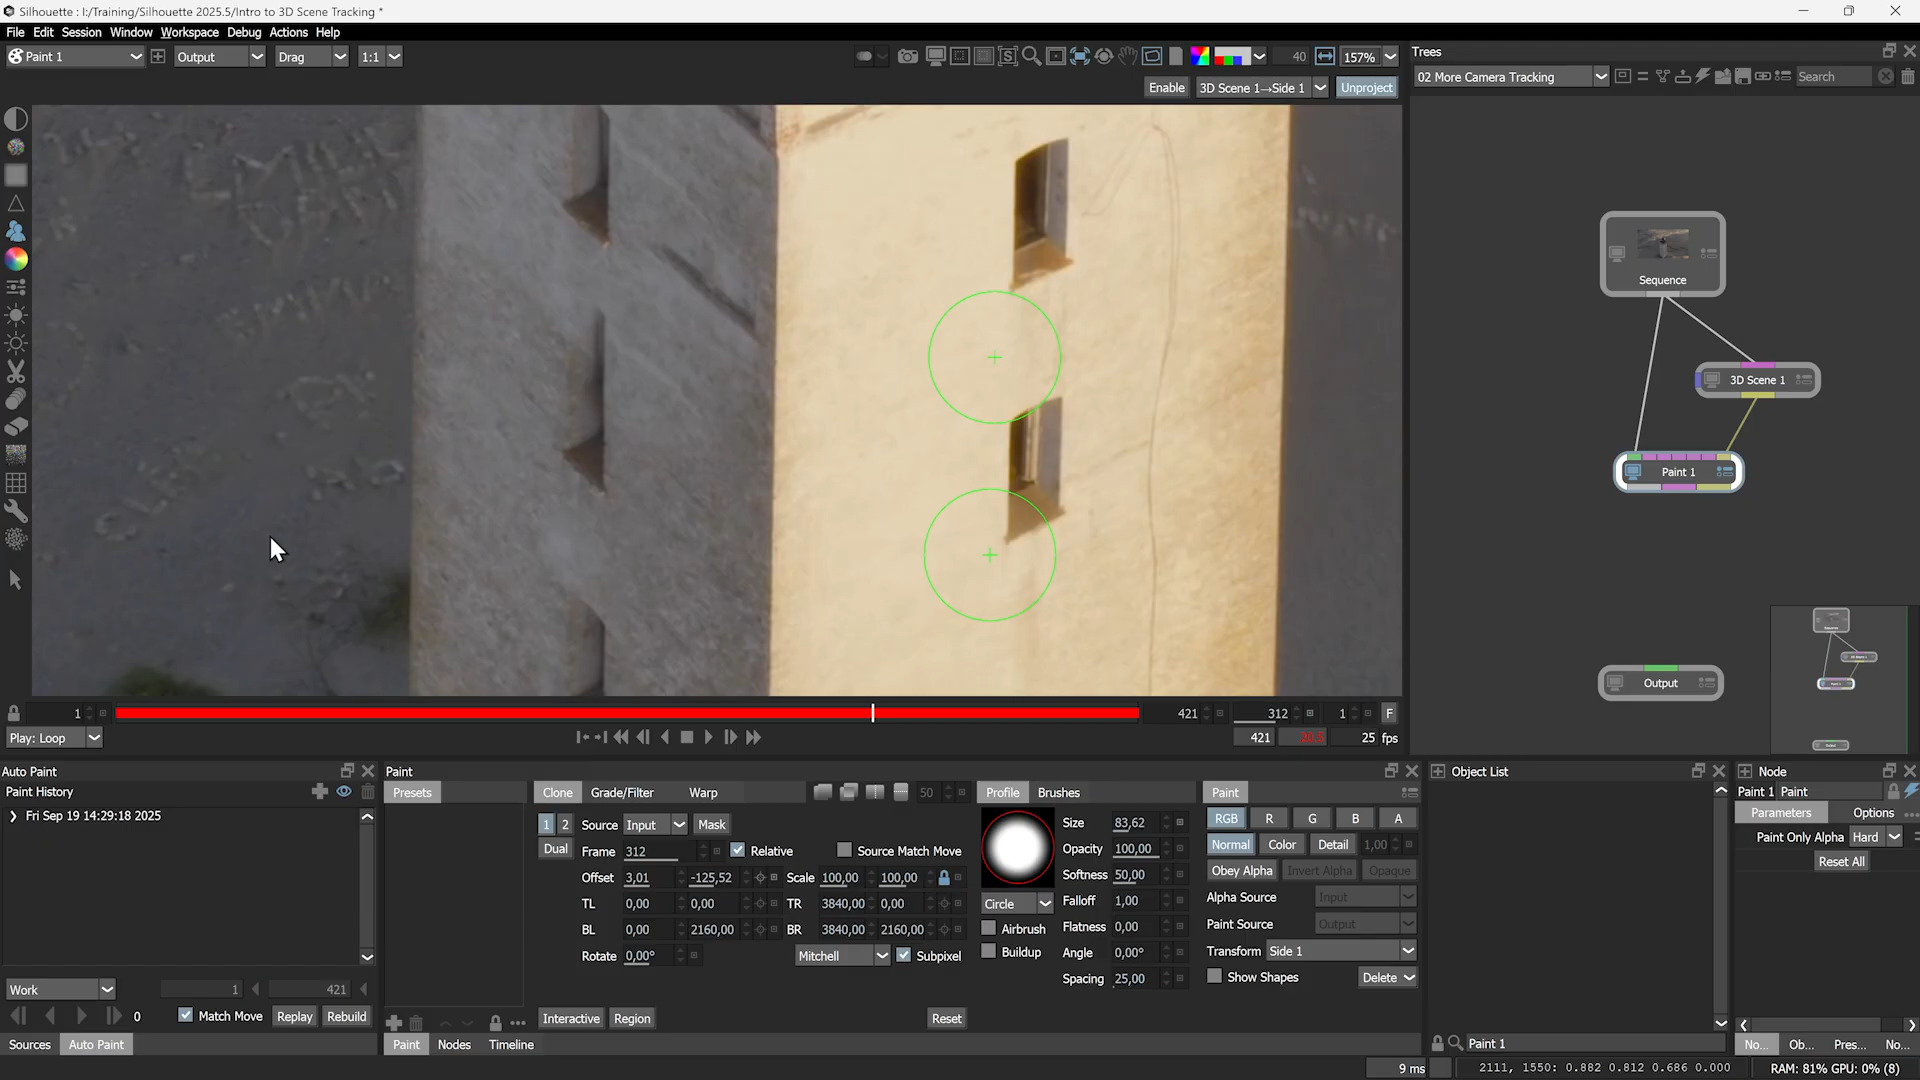 Silhouette : I:/Training/Silhouette 2025.5/Intro to 3D Scene Tracking *
File Edit Session Window Workspace Debug Actions Help
Paint 1 Output Drag 1:1 40 157%
Enable 3D Scene 1→Side 1 Unproject
Trees
02 More Camera Tracking Search
Sequence
3D Scene 1
Paint 1
Output
1 421 312 1 F
Play: Loop 421 20.5 25 fps
Auto Paint
Paint History
Fri Sep 19 14:29:18 2025
Work 1 421
0 Match Move Replay Rebuild
Sources Auto Paint
Paint
Presets
Clone Grade/Filter Warp 50
1 2 Source Input Mask
Dual Frame 312 Relative Source Match Move
Offset 3,01 -125,52 Scale 100,00 100,00
TL 0,00 0,00 TR 3840,00 0,00
BL 0,00 2160,00 BR 3840,00 2160,00
Rotate 0,00° Mitchell Subpixel
Interactive Region Reset
Paint Nodes Timeline
Profile Brushes
Size 83,62
Opacity 100,00
Softness 50,00
Circle Falloff 1,00
Airbrush Flatness 0,00
Buildup Angle 0,00°
Spacing 25,00
Paint
RGB R G B A
Normal Color Detail 1,00
Obey Alpha Invert Alpha Opaque
Alpha Source Input
Paint Source Output
Transform Side 1
Show Shapes Delete
Object List
Paint 1
Node
Paint 1 Paint
Parameters Options
Paint Only Alpha Hard
Reset All
No... Ob... Pres... No...
9 ms 2111, 1550: 0.882 0.812 0.686 0.000 RAM: 81% GPU: 0% (8)